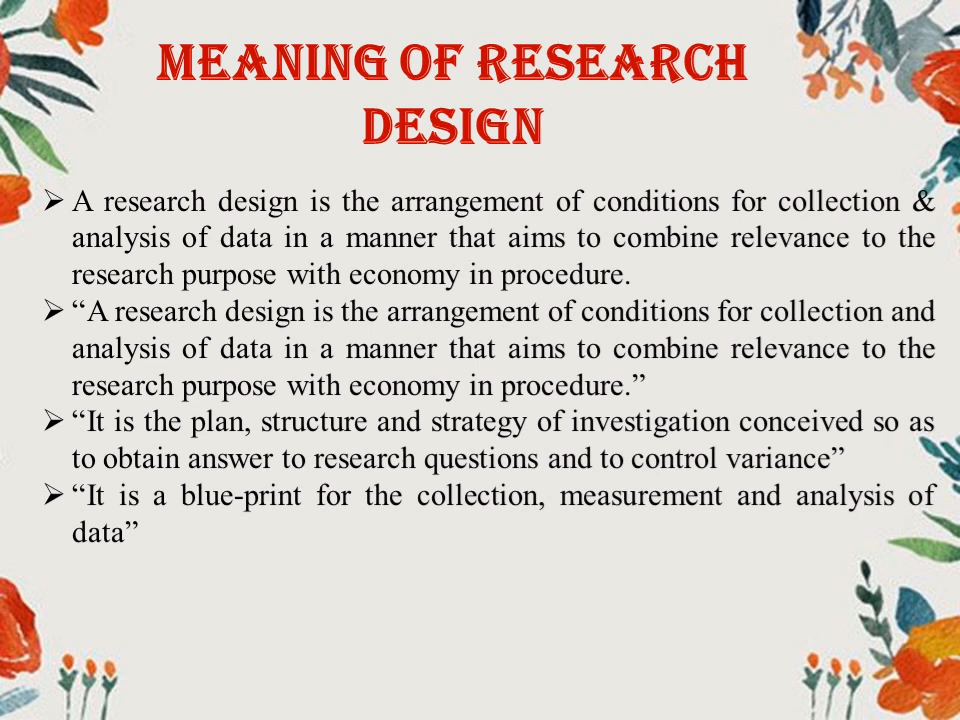 MEANING OF RESEARCH
DESIGN
➢ A research design is the arrangement of conditions for collection &
analysis of data in a manner that aims to combine relevance to the
research purpose with economy in procedure.
➢ “A research design is the arrangement of conditions for collection and
analysis of data in a manner that aims to combine relevance to the
research purpose with economy in procedure.”
➢ “It is the plan, structure and strategy of investigation conceived so as
to obtain answer to research questions and to control variance”
➢ “It is a blue-print for the collection, measurement and analysis of
data”